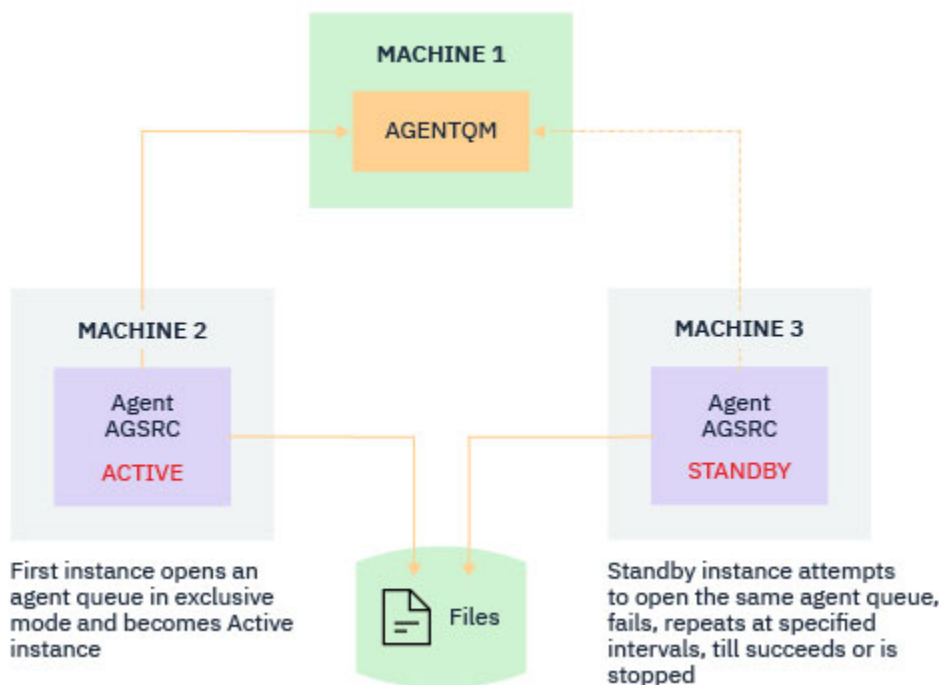 MACHINE 1
AGENTQM
MACHINE 2
Agent
AGSRC
ACTIVE
MACHINE 3
Agent
AGSRC
STANDBY
First instance opens an
agent queue in exclusive
mode and becomes Active
instance
Files
Standby instance attempts
to open the same agent queue,
fails, repeats at specified
intervals, till succeeds or is
stopped